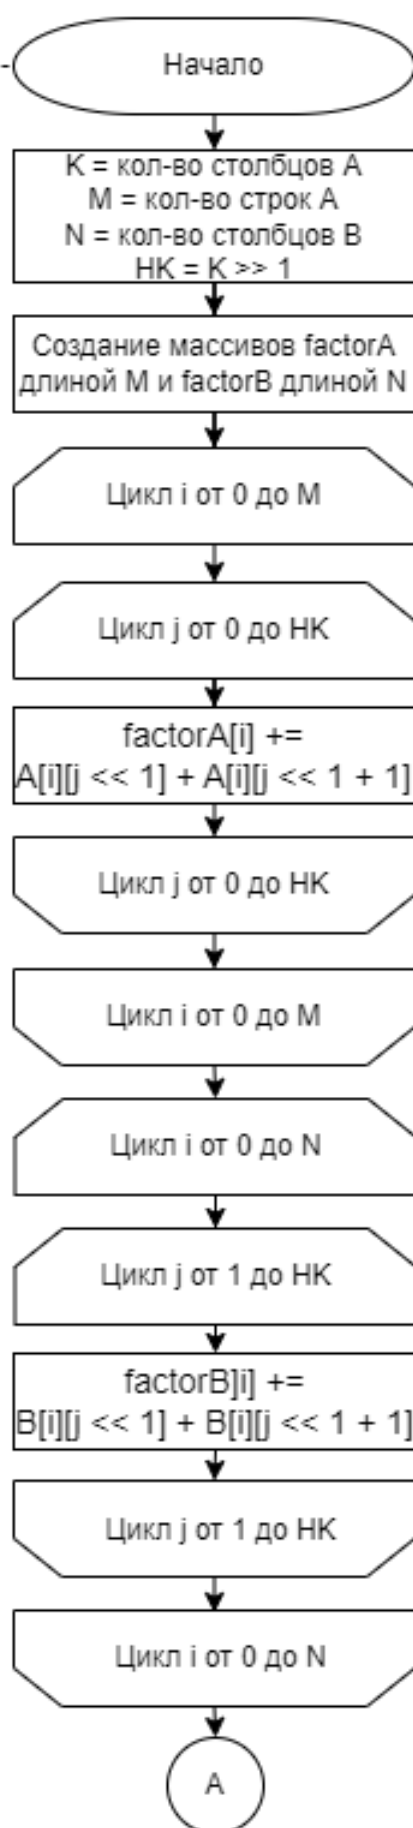 Начало
K = кол-во столбцов A
M = кол-во строк A
N = кол-во столбцов B
HK = K >> 1
Создание массивов factorA
длиной M и factorB длиной N
Цикл i от 0 до M
Цикл j от 0 до HK
factorA[i] +=
A[i][j << 1] + A[i][j << 1 + 1]
Цикл j от 0 до HK
Цикл i от 0 до M
Цикл i от 0 до N
Цикл j от 1 до HK
factorB]i] +=
B[i][j << 1] + B[i][j << 1 + 1]
Цикл j от 1 до HK
Цикл i от 0 до N
A